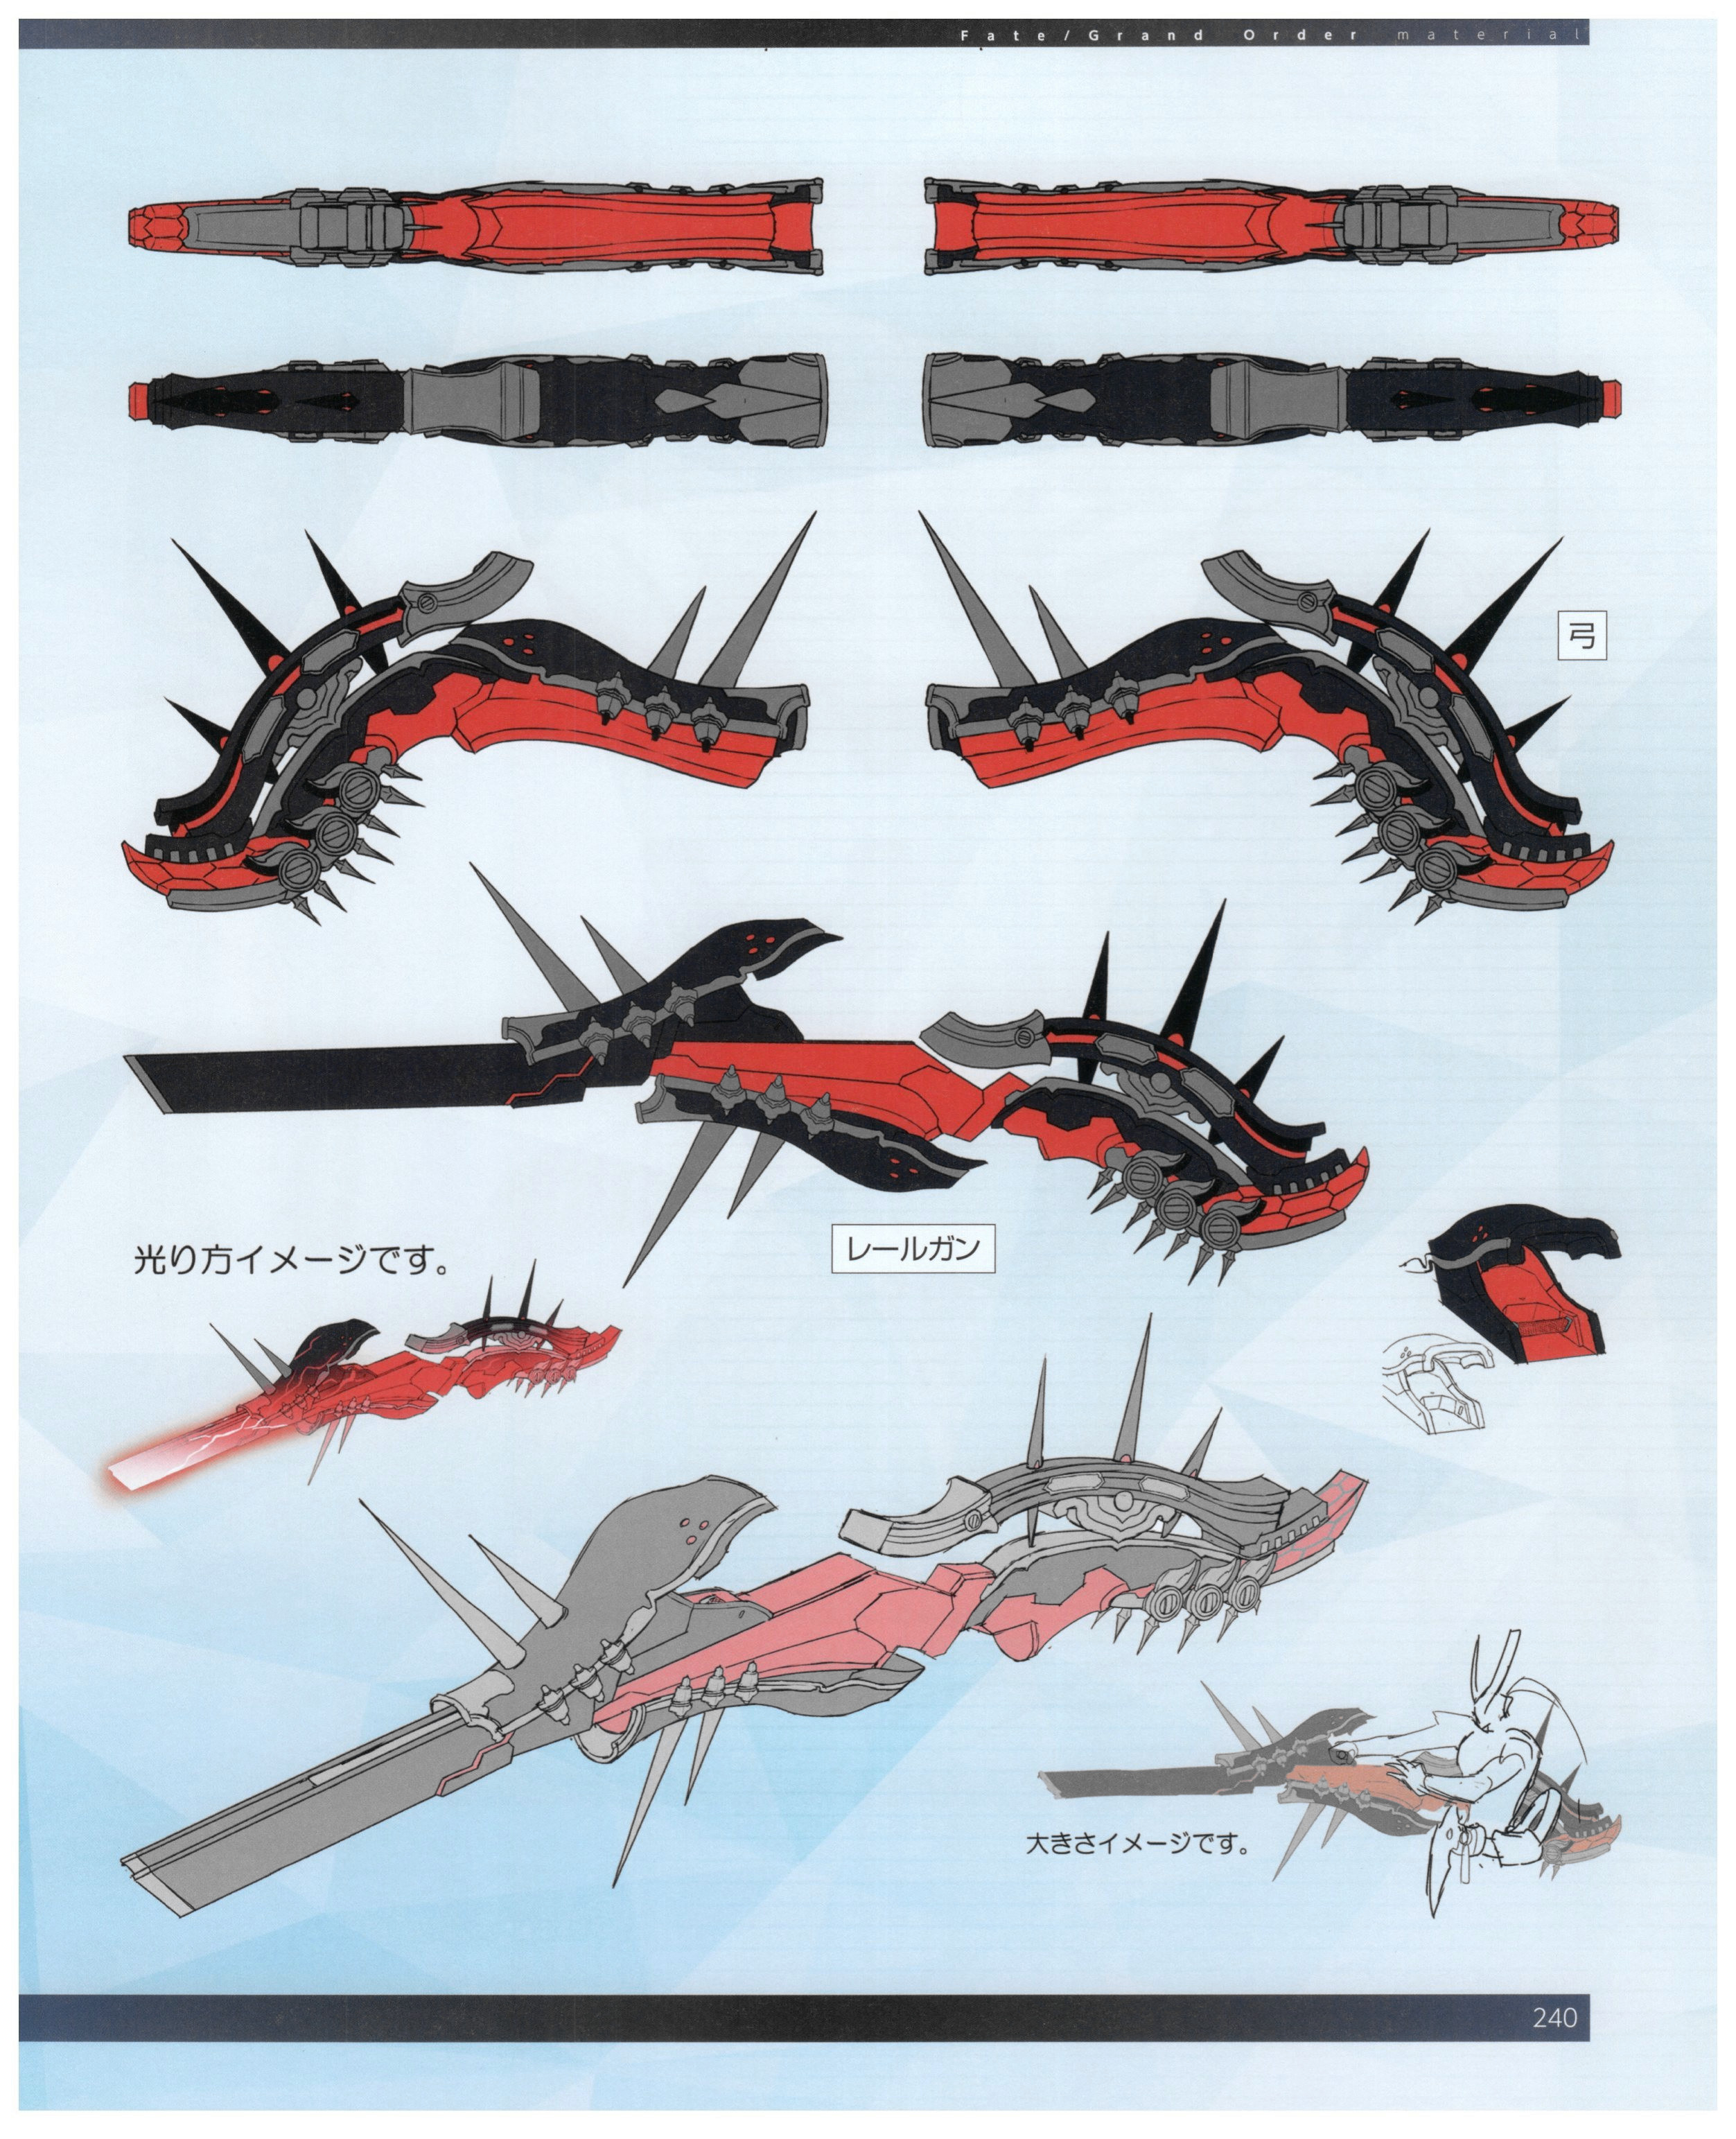 Fate/Grand Order material
弓
光り方イメージです。
レールガン
大きさイメージです。
240